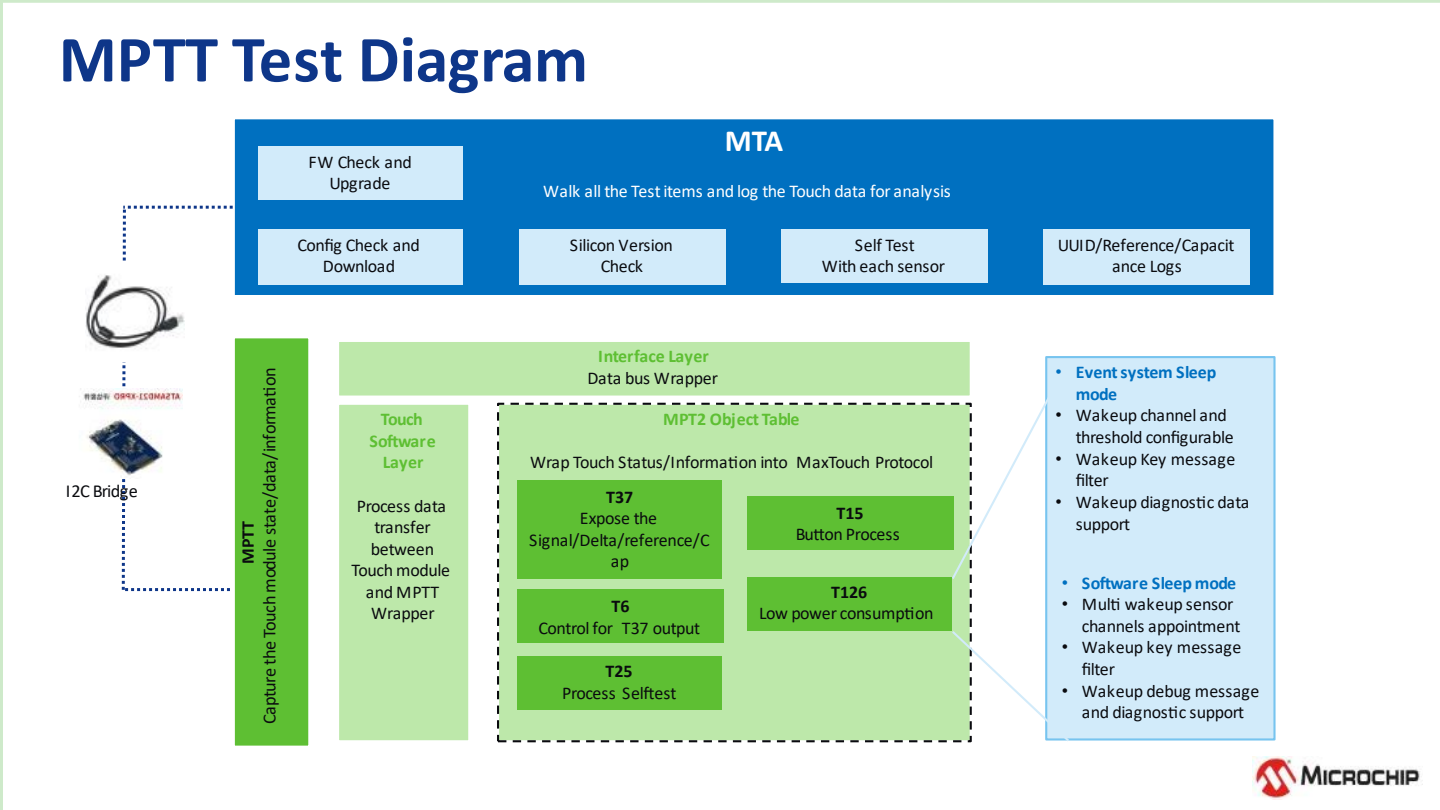 MPTT Test Diagram
MTA
FW Check and
Upgrade
Walk all the Test items and log the Touch data for analysis
Config Check and
Download
Silicon Version
Check
Self Test
With each sensor
UUID/Reference/Capacit
ance Logs
ATSAMD21-XPRO
I2C Bridge
MPTT
Capture the Touch module state/data/information
Interface Layer
Data bus Wrapper
Touch
Software
Layer
Process data
transfer
between
Touch module
and MPTT
Wrapper
MPT2 Object Table
Wrap Touch Status/Information into MaxTouch Protocol
T37
Expose the
Signal/Delta/reference/C
ap
T6
Control for T37 output
T25
Process Selftest
T15
Button Process
T126
Low power consumption
• Event system Sleep
mode
• Wakeup channel and
threshold configurable
• Wakeup Key message
filter
• Wakeup diagnostic data
support
• Software Sleep mode
• Multi wakeup sensor
channels appointment
• Wakeup key message
filter
• Wakeup debug message
and diagnostic support
MICROCHIP